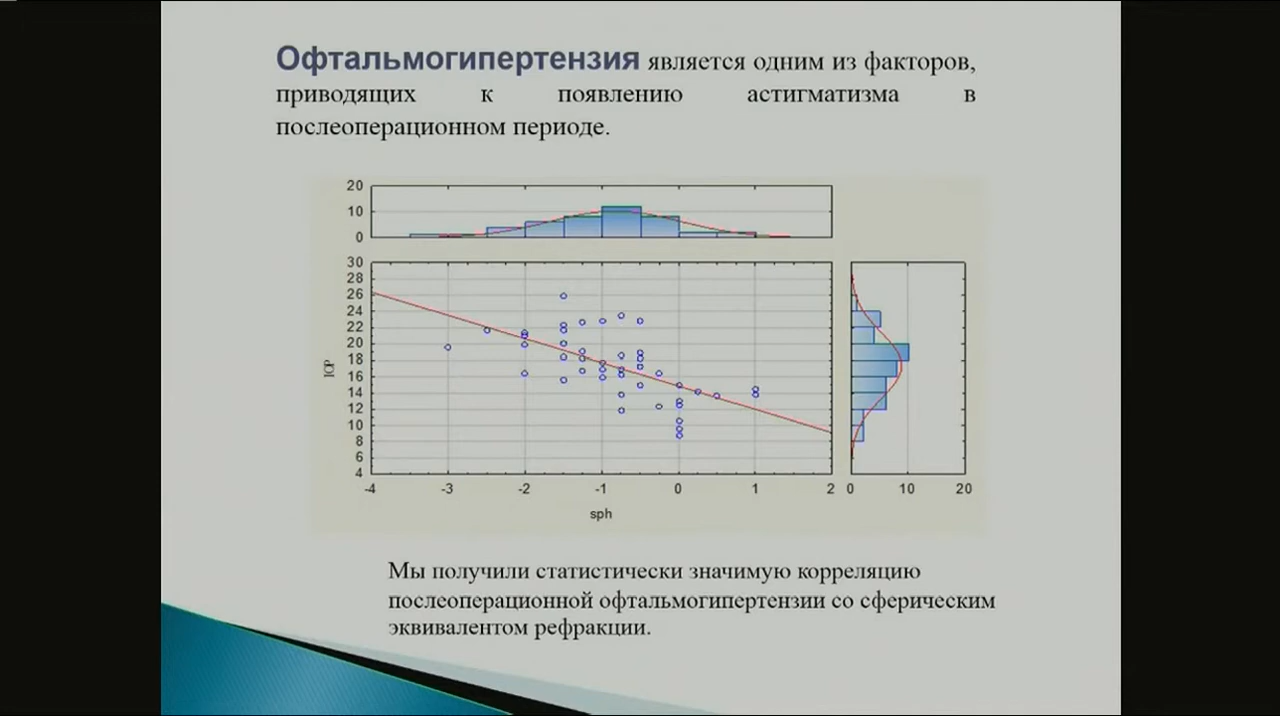 Офтальмогипертензия является одним из факторов,
приводящих к появлению астигматизма в
послеоперационном периоде.
20
10
0
30
28
26
24
22
20
18
16
14
12
10
8
6
4
IOP
-4 -3 -2 -1 0 1 2 0 10 20
sph
Мы получили статистически значимую корреляцию
послеоперационной офтальмогипертензии со сферическим
эквивалентом рефракции.